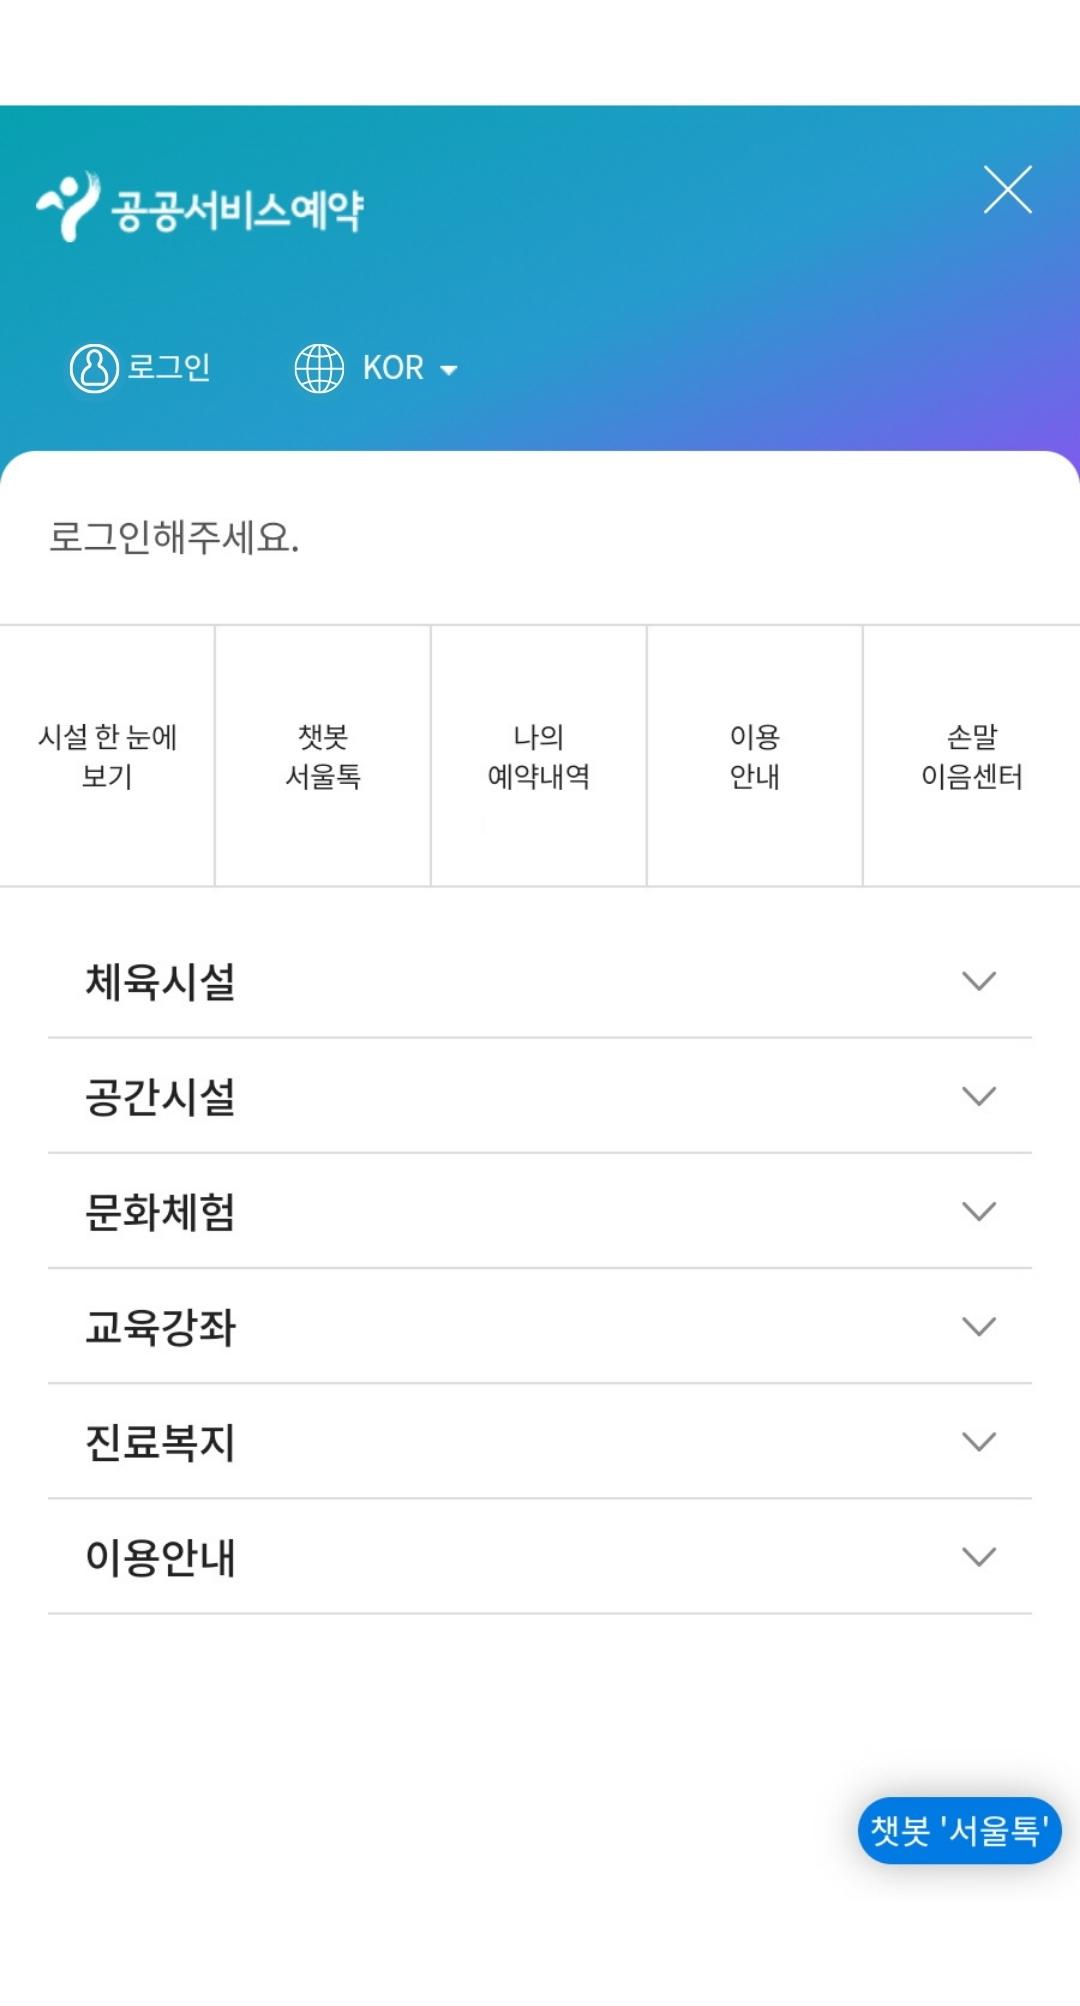 공공서비스예약
로그인 KOR
로그인해주세요.
시설 한 눈에
보기
챗봇
서울톡
나의
예약내역
이용
안내
손말
이음센터
체육시설
공간시설
문화체험
교육강좌
진료복지
이용안내
챗봇 '서울톡'